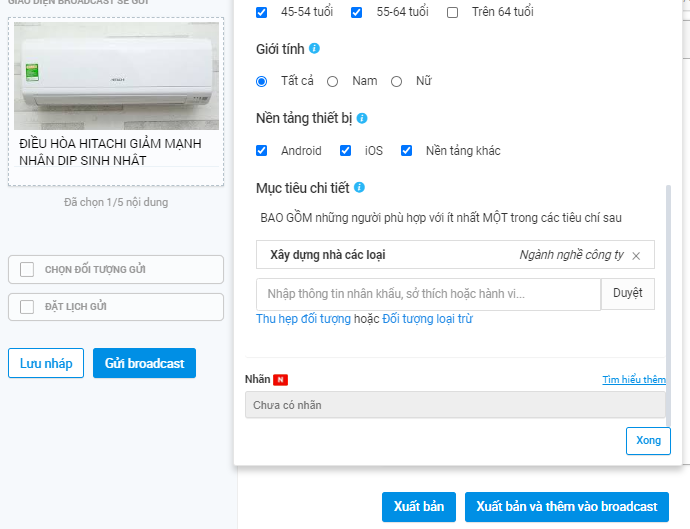 GIAO DIỆN BROADCAST SẼ GỬI
HITACHI
ĐIỀU HÒA HITACHI GIẢM MẠNH
NHÂN DỊP SINH NHẬT
Đã chọn 1/5 nội dung
CHỌN ĐỐI TƯỢNG GỬI
ĐẶT LỊCH GỬI
Lưu nháp
Gửi broadcast
45-54 tuổi
55-64 tuổi
Trên 64 tuổi
Giới tính
Tất cả
Nam
Nữ
Nền tảng thiết bị
Android
iOS
Nền tảng khác
Mục tiêu chi tiết
BAO GỒM những người phù hợp với ít nhất MỘT trong các tiêu chí sau
Xây dựng nhà các loại
Ngành nghề công ty
Nhập thông tin nhân khẩu, sở thích hoặc hành vi...
Duyệt
Thu hẹp đối tượng hoặc Đối tượng loại trừ
Nhãn N
Tìm hiểu thêm
Chưa có nhãn
Xong
Xuất bản
Xuất bản và thêm vào broadcast